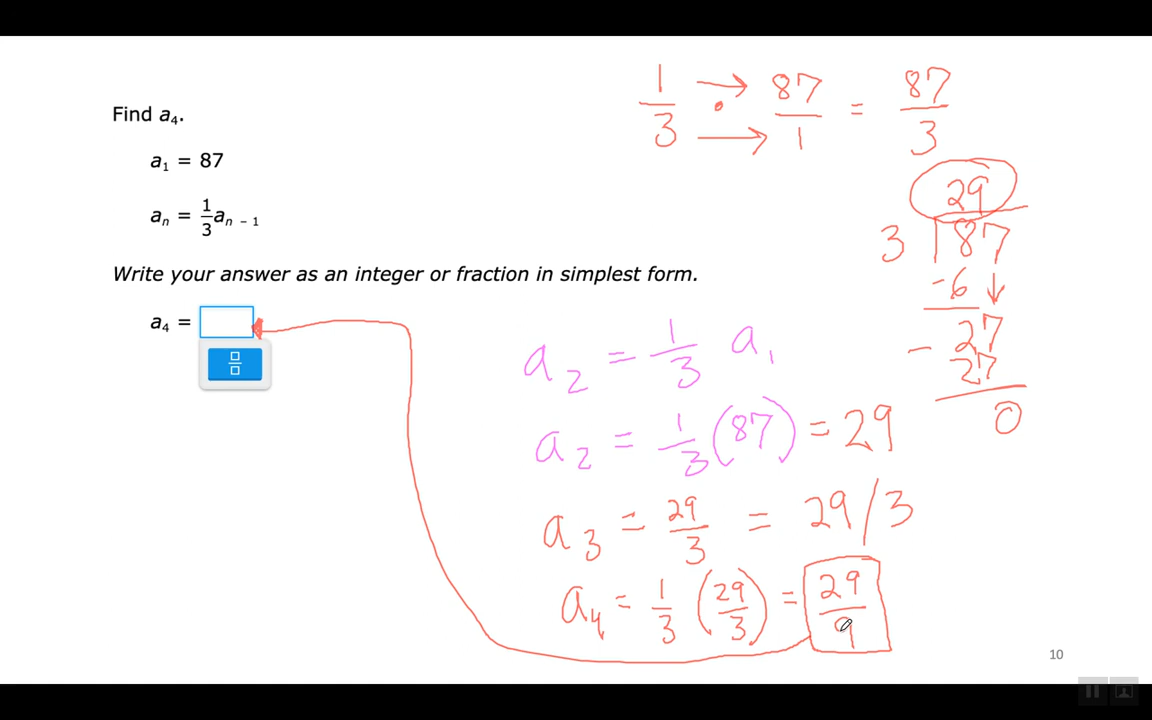 Find a₄.
a₁ = 87
aₙ = 1/3 aₙ ₋ ₁
Write your answer as an integer or fraction in simplest form.
a₄ =
1/3 · 87/1 = 87/3
29
3 87
-6
27
- 27
0
a₂ = 1/3 a₁
a₂ = 1/3 (87) = 29
a₃ = 29/3 = 29/3
a₄ = 1/3 (29/3) = 29/9
10